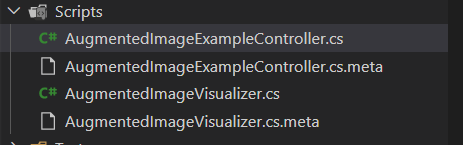 Scripts
C# AugmentedImageExampleController.cs
AugmentedImageExampleController.cs.meta
C# AugmentedImageVisualizer.cs
AugmentedImageVisualizer.cs.meta